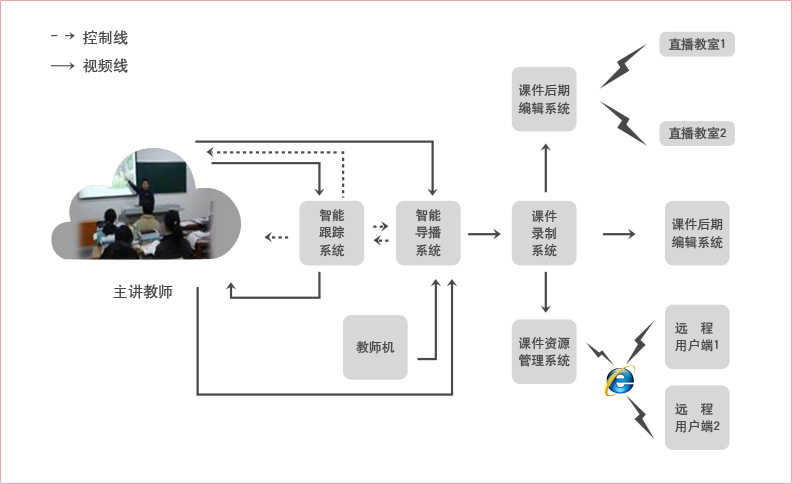 控制线
视频线
直播教室1
课件后期
编辑系统
直播教室2
智能
跟踪
系统
智能
导播
系统
课件
录制
系统
课件后期
编辑系统
主讲教师
教师机
课件资源
管理系统
远 程
用户端1
远 程
用户端2